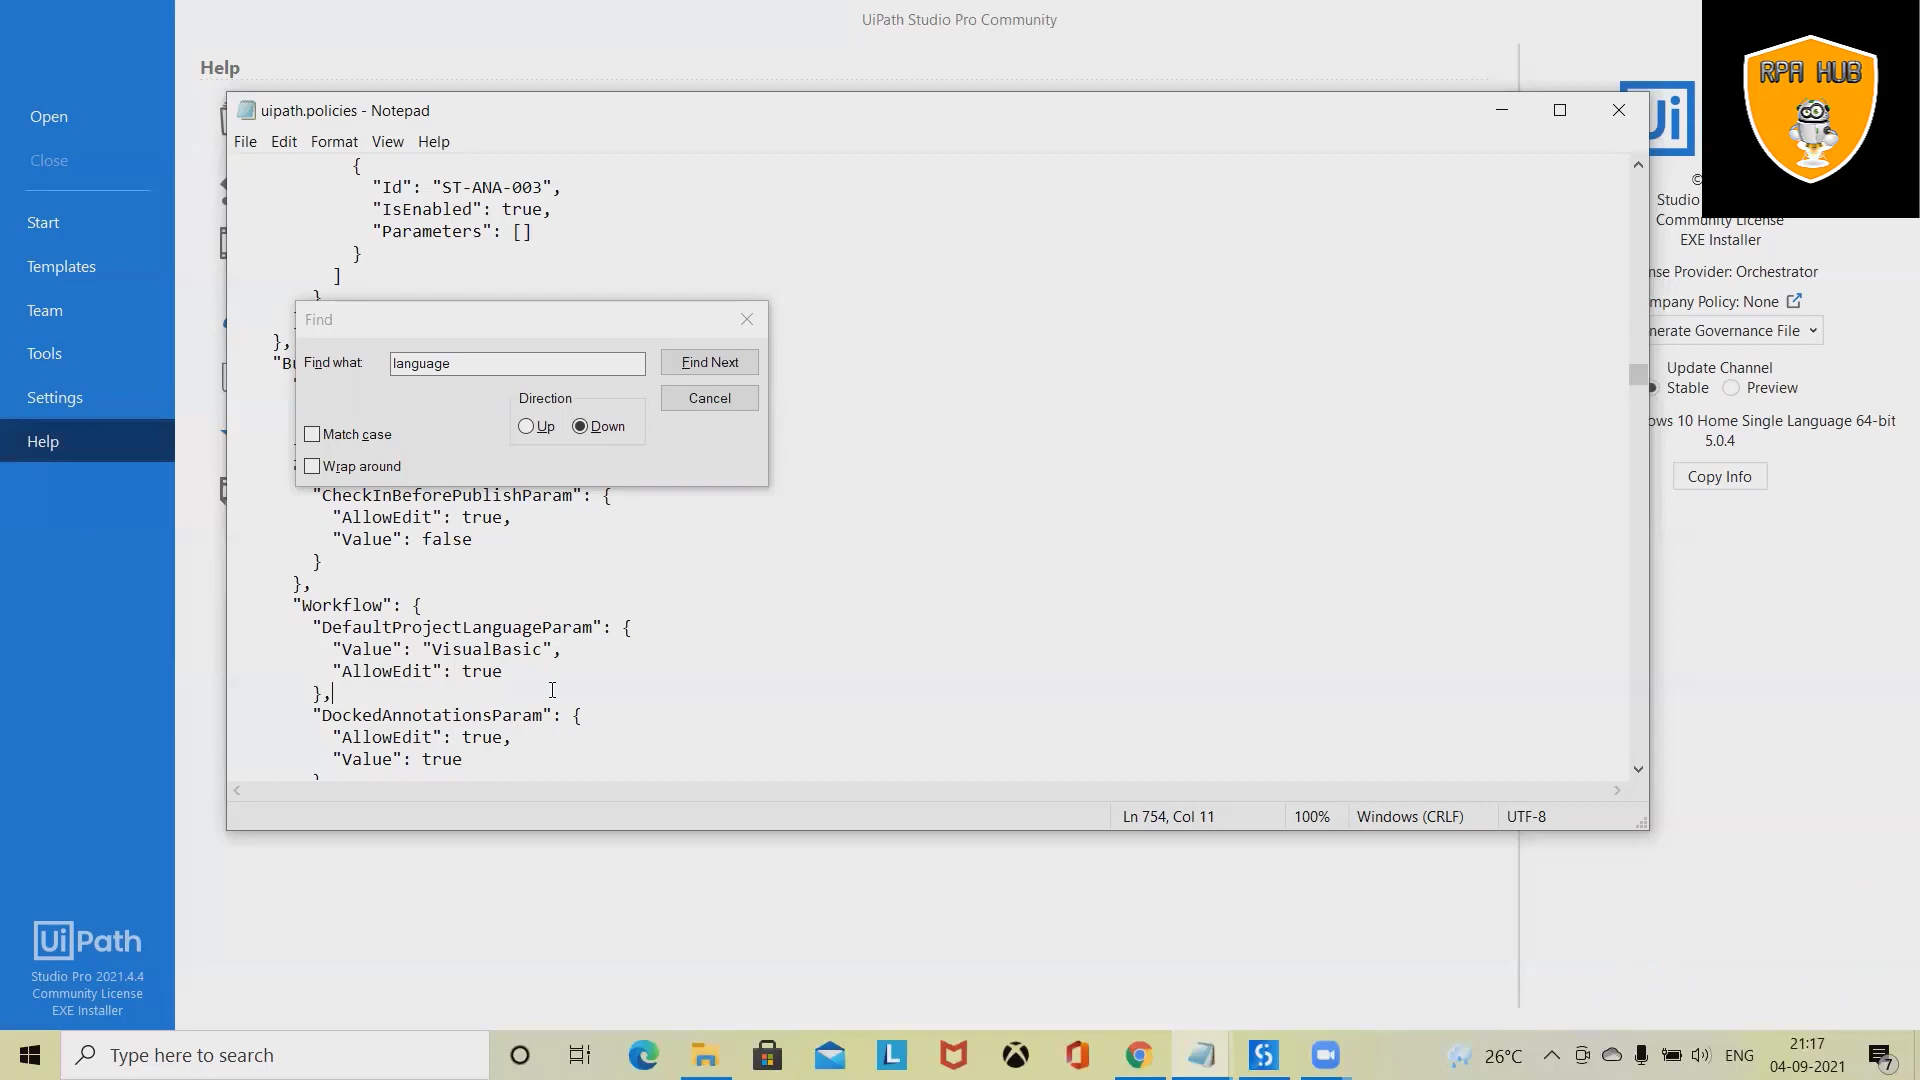 UiPath Studio Pro Community
RPA HUB
Help
Open
Close
Start
Templates
Team
Tools
Settings
Help
uipath.policies - Notepad
File Edit Format View Help
{
"Id": "ST-ANA-003",
"IsEnabled": true,
"Parameters": []
}
]
},
Find
Find what:
language
Find Next
Cancel
Direction
Up
Down
Match case
Wrap around
"CheckInBeforePublishParam": {
"AllowEdit": true,
"Value": false
}
},
"Workflow": {
"DefaultProjectLanguageParam": {
"Value": "VisualBasic",
"AllowEdit": true
},
"DockedAnnotationsParam": {
"AllowEdit": true,
"Value": true
Ln 754, Col 11
100%
Windows (CRLF)
UTF-8
Ui
©
Studio
Community License
EXE Installer
Provider: Orchestrator
Policy: None
Governance File
Update Channel
Stable
Preview
10 Home Single Language 64-bit
5.0.4
Copy Info
UiPath
Studio Pro 2021.4.4
Community License
EXE Installer
Type here to search
26°C
ENG
21:17
04-09-2021
7